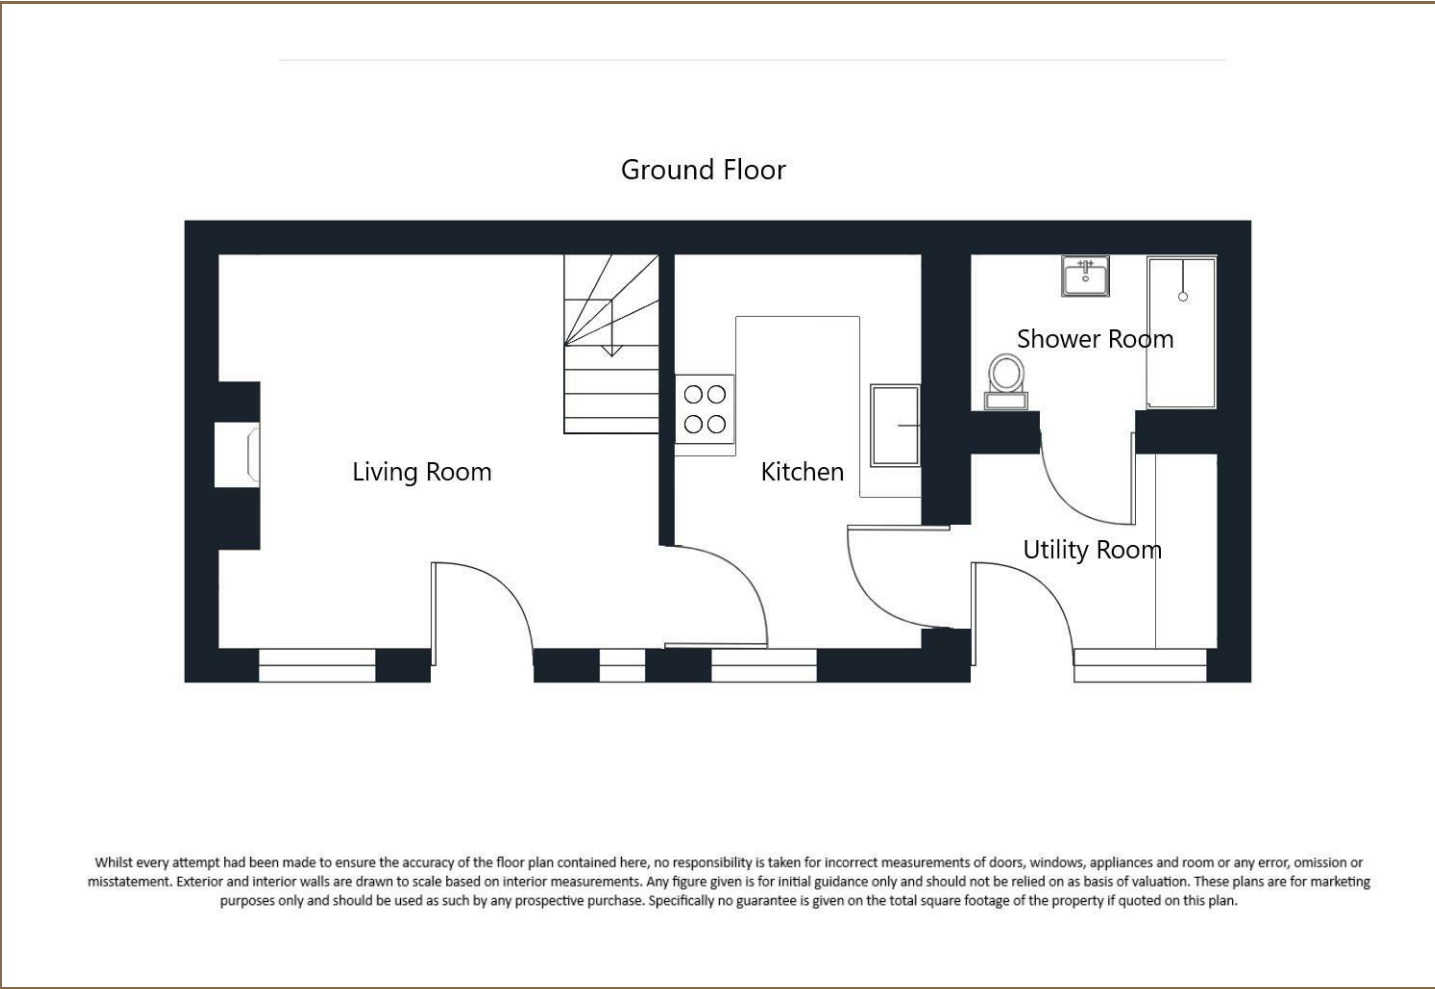 Ground Floor
Shower Room
Living Room
Kitchen
Utility Room
Whilst every attempt had been made to ensure the accuracy of the floor plan contained here, no responsibility is taken for incorrect measurements of doors, windows, appliances and room or any error, omission or
misstatement. Exterior and interior walls are drawn to scale based on interior measurements. Any figure given is for initial guidance only and should not be relied on as basis of valuation. These plans are for marketing
purposes only and should be used as such by any prospective purchase. Specifically no guarantee is given on the total square footage of the property if quoted on this plan.